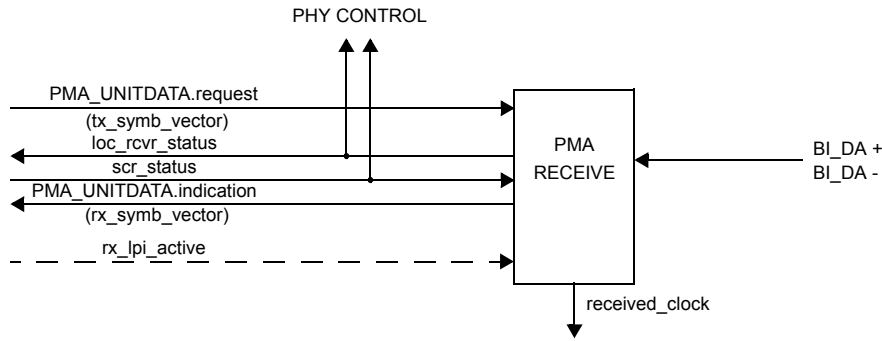 PHY CONTROL
PMA_UNITDATA.request
(tx_symb_vector)
loc_rcvr_status
scr_status
PMA_UNITDATA.indication
(rx_symb_vector)
rx_lpi_active
PMA
RECEIVE
BI_DA +
BI_DA -
received_clock